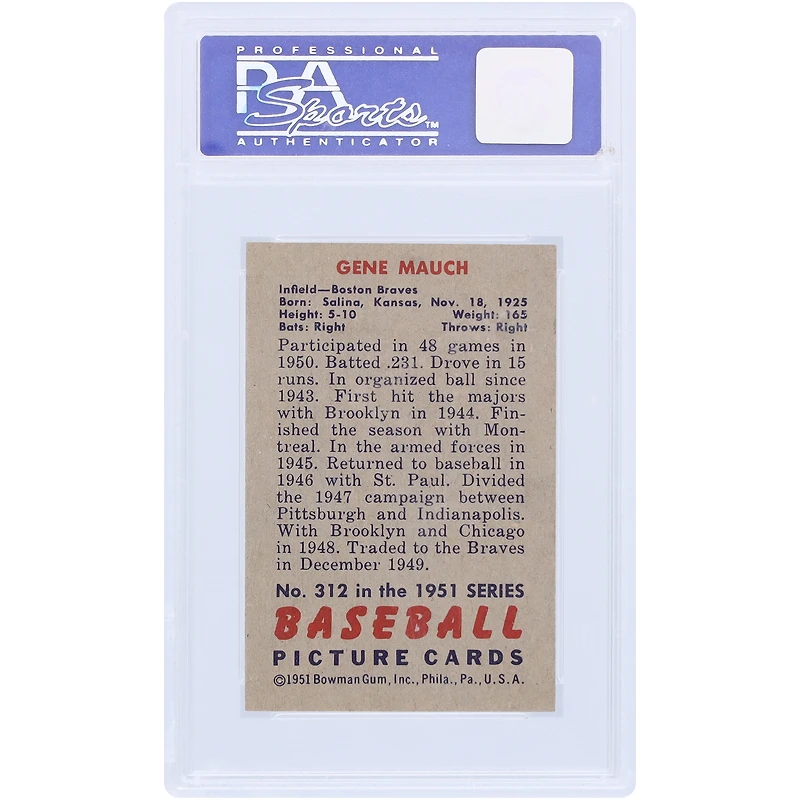 PROFESSIONAL
PSA
Sports™
AUTHENTICATOR
GENE MAUCH
Infield—Boston Braves
Born: Salina, Kansas, Nov. 18, 1925
Height: 5-10 Weight: 165
Bats: Right Throws: Right
Participated in 48 games in
1950. Batted .231. Drove in 15
runs. In organized ball since
1943. First hit the majors
with Brooklyn in 1944. Fin-
ished the season with Mon-
treal. In the armed forces in
1945. Returned to baseball in
1946 with St. Paul. Divided
the 1947 campaign between
Pittsburgh and Indianapolis.
With Brooklyn and Chicago
in 1948. Traded to the Braves
in December 1949.
No. 312 in the 1951 SERIES
BASEBALL
PICTURE CARDS
©1951 Bowman Gum, Inc., Phila., Pa., U.S.A.